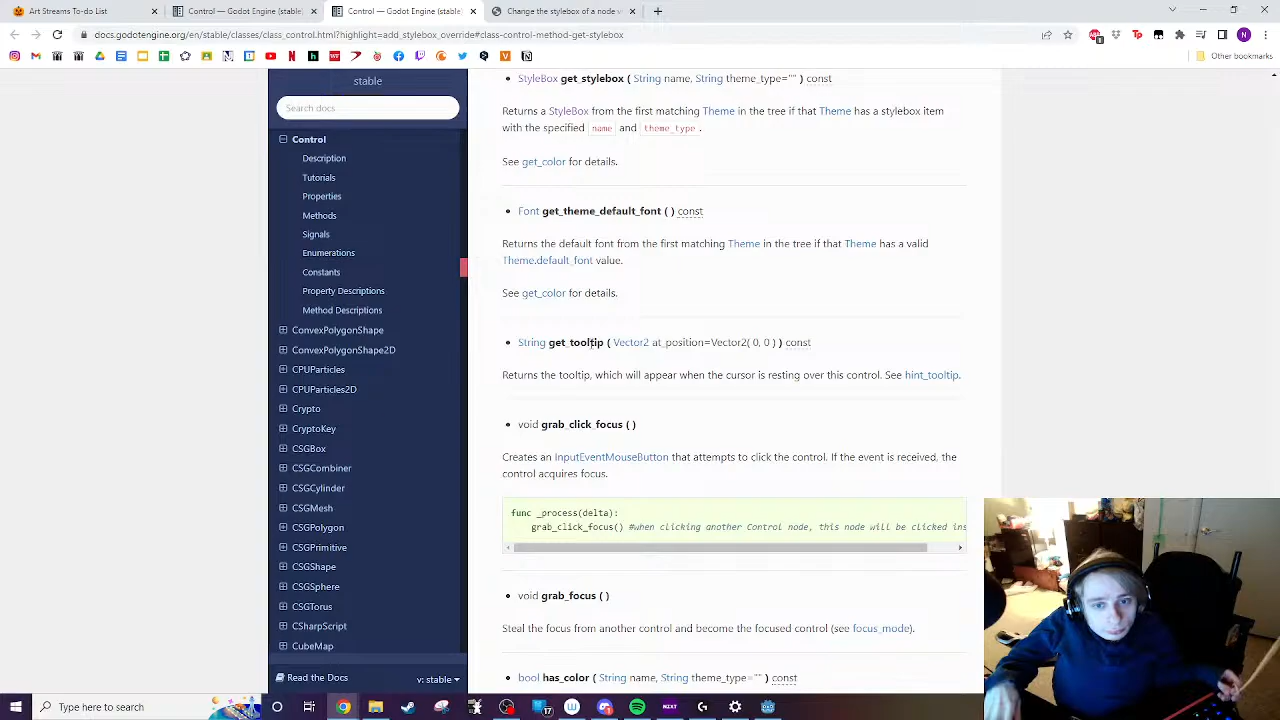 Art Streams To-do List
Control — Godot Engine (stable)
Control — Godot Engine (stable)
Change the stylebox of a node v
docs.godotengine.org/en/stable/classes/class_control.html?highlight=add_stylebox_overide#class-control-method-get-stylebox
Other bookmarks
stable
Search docs
Control
Description
Tutorials
Properties
Methods
Signals
Enumerations
Constants
Property Descriptions
Method Descriptions
ConvexPolygonShape
ConvexPolygonShape2D
CPUParticles
CPUParticles2D
Crypto
CryptoKey
CSGBox
CSGCombiner
CSGCylinder
CSGMesh
CSGPolygon
CSGPrimitive
CSGShape
CSGSphere
CSGTorus
CSharpScript
CubeMap
Read the Docs
v: stable
StyleBox get_stylebox ( String name, String theme_type="" ) const
Returns a StyleBox from the first matching Theme in the tree if that Theme has a stylebox item
with the specified name and theme_type .
See get_color for details.
Font get_theme_default_font ( ) const
Returns the default font from the first matching Theme in the tree if that Theme has a valid
Theme.default_font value.
See get_color for details.
String get_tooltip ( Vector2 at_position=Vector2( 0, 0 ) ) const
Returns the tooltip, which will appear when the cursor is resting over this control. See hint_tooltip.
void grab_click_focus ( )
Creates an InputEventMouseButton that attempts to click the control. If the event is received, the
control acquires focus.
func _process(delta):
grab_click_focus() #when clicking another Control node, this node will be clicked ins
void grab_focus ( )
Steal the focus from another control and become the focused control (see focus_mode).
bool has_color ( String name, String theme_type="" ) const
Type here to search